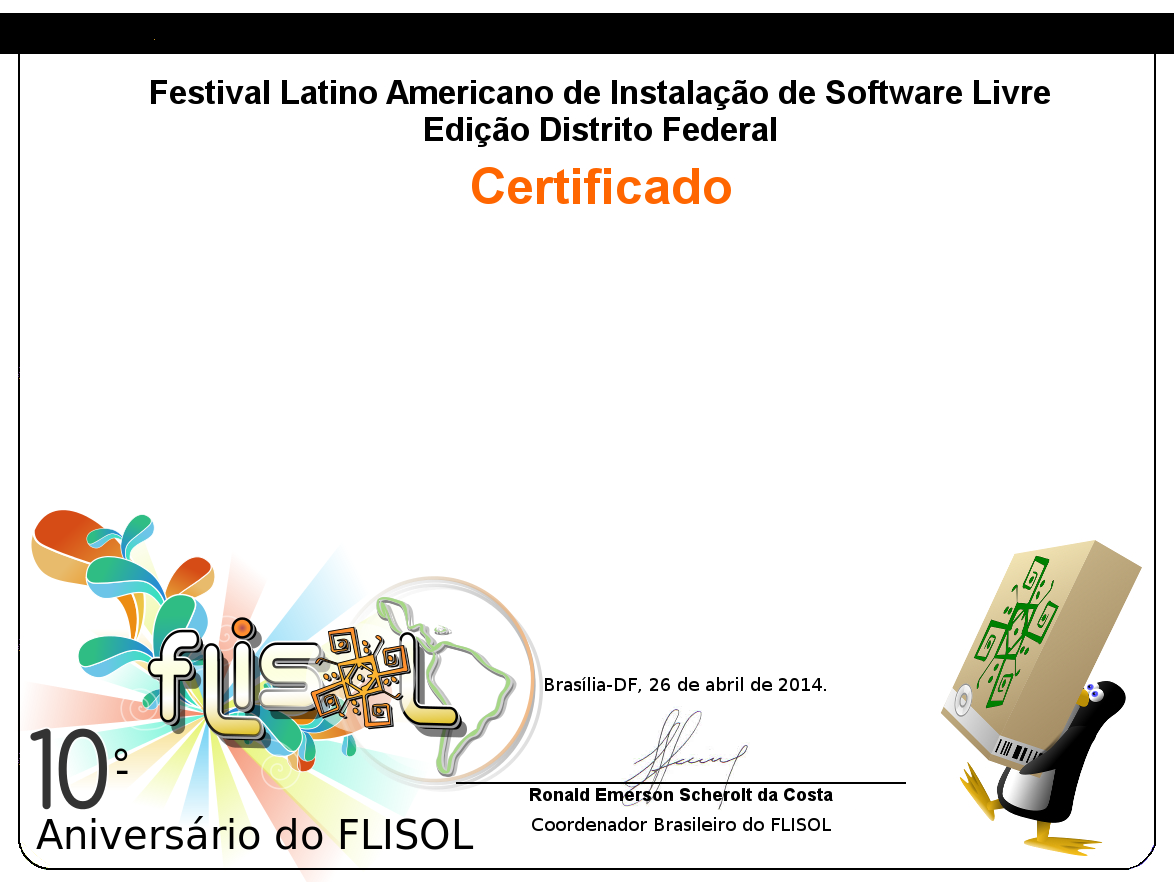 Festival Latino Americano de Instalação de Software Livre
Edição Distrito Federal
Certificado
flisol
Brasília-DF, 26 de abril de 2014.
10º
Ronald Emerson Scherolt da Costa
Aniversário do FLISOL
Coordenador Brasileiro do FLISOL